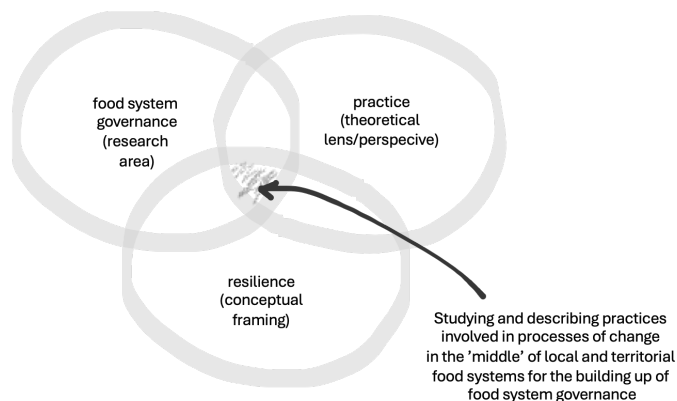 food system
governance
(research
area)
practice
(theoretical
lens/perspecive)
resilience
(conceptual
framing)
Studying and describing practices
involved in processes of change
in the ’middle’ of local and territorial
food systems for the building up of
food system governance